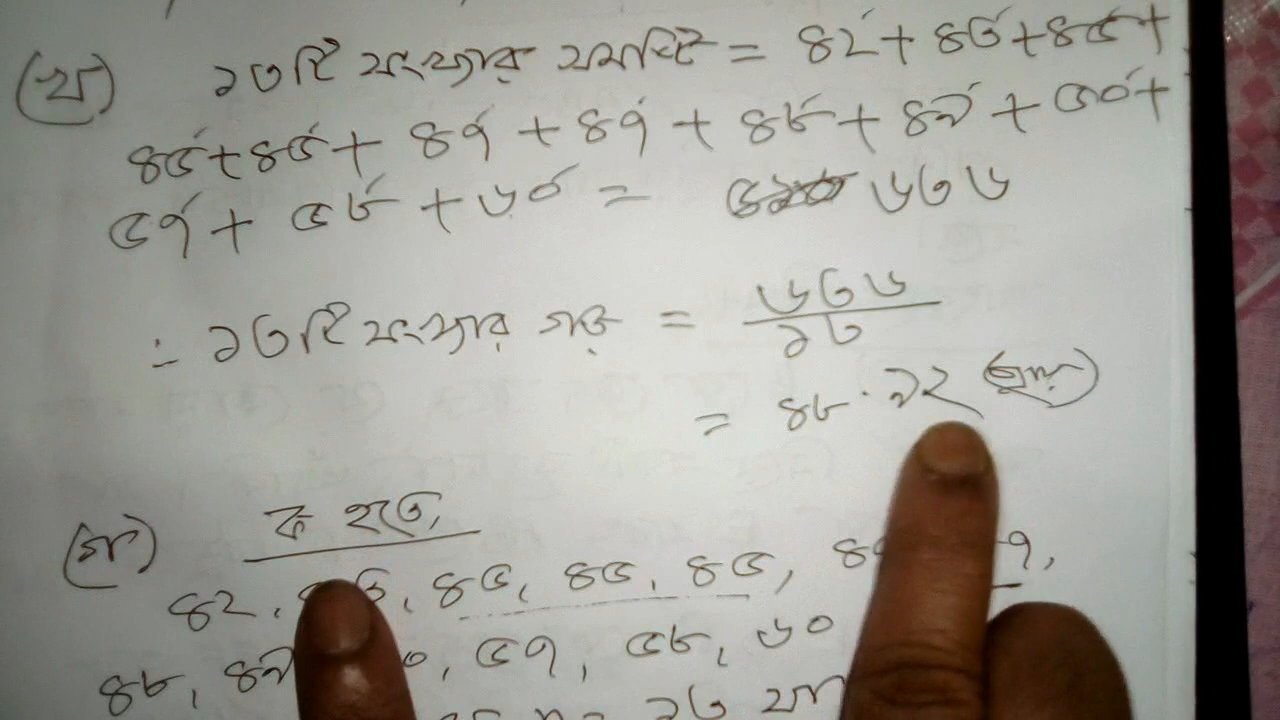 (খ) ১৩টি সংখ্যার সমষ্টি = ৪২ + ৪৩ + ৪৫ +
৪৫ + ৪৫ + ৪৭ + ৪৭ + ৪৮ + ৪৯ + ৫০ +
৫৭ + ৫৮ + ৬০ = ৬৩৬
∴ ১৩টি সংখ্যার গড় = ৬৩৬
১৩
= ৪৮.৯২ (প্রায়)
(গ) ক হতে,
৪২, ৪৫, ৪৫, ৪৫,
৪৮, ৫৭, ৫৮, ৬০
১৩